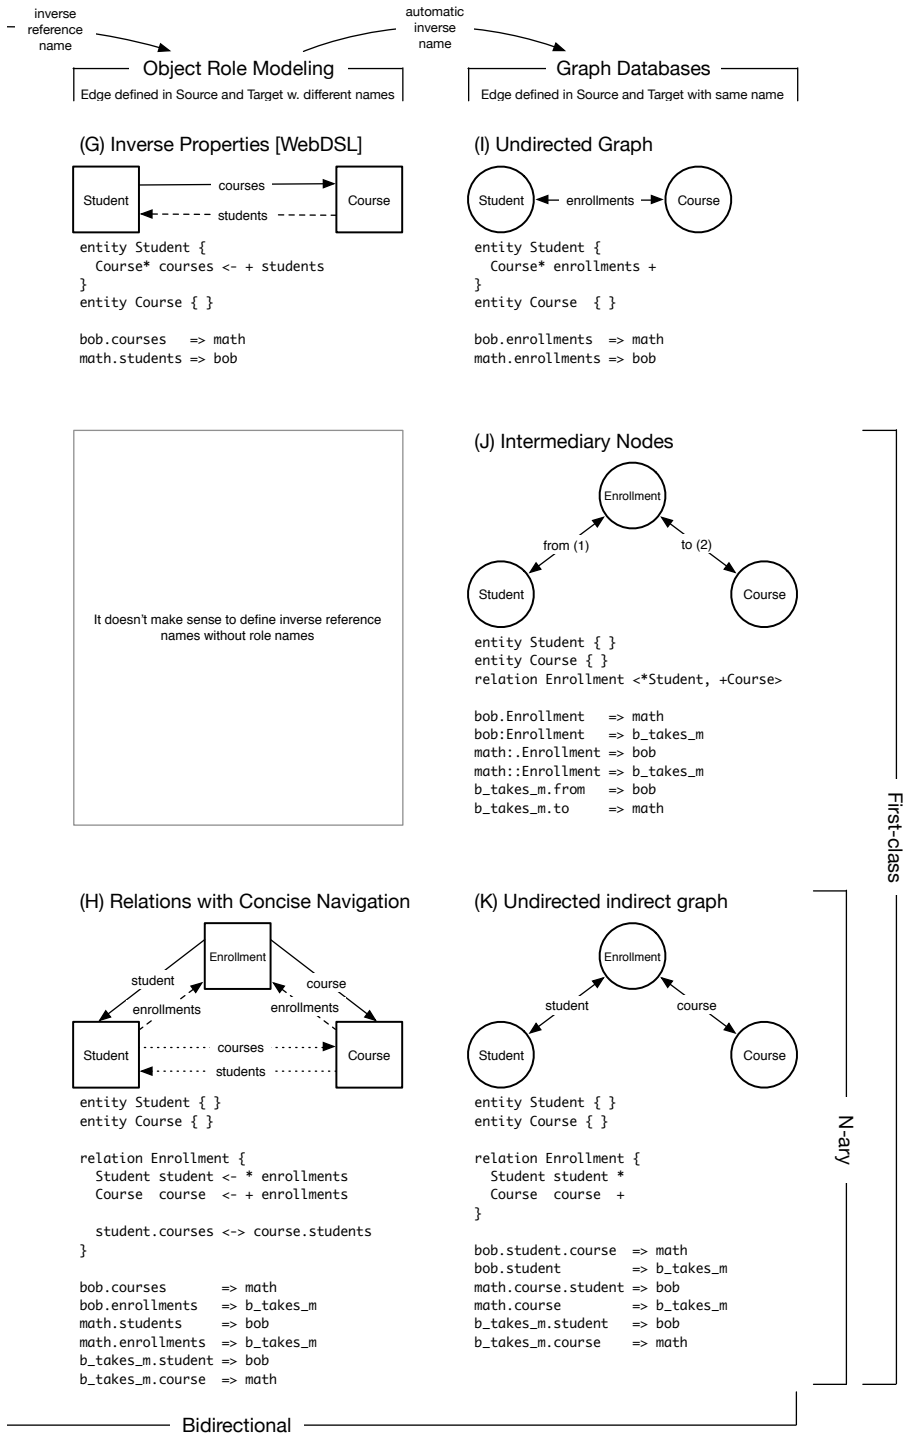 inverse
reference
name
automatic
inverse
name
Object Role Modeling
Edge defined in Source and Target w. different names
Graph Databases
Edge defined in Source and Target with same name
(G) Inverse Properties [WebDSL]
Student
courses
students
Course
entity Student {
  Course* courses <- + students
}
entity Course { }
bob.courses   => math
math.students => bob
(I) Undirected Graph
Student
enrollments
Course
entity Student {
  Course* enrollments +
}
entity Course  { }
bob.enrollments  => math
math.enrollments => bob
It doesn't make sense to define inverse reference
names without role names
(J) Intermediary Nodes
Enrollment
from (1)
to (2)
Student
Course
entity Student { }
entity Course { }
relation Enrollment <*Student, +Course>
bob.Enrollment   => math
bob:Enrollment   => b_takes_m
math:.Enrollment => bob
math::Enrollment => b_takes_m
b_takes_m.from   => bob
b_takes_m.to     => math
First-class
(H) Relations with Concise Navigation
Enrollment
student
course
enrollments
enrollments
Student
courses
students
Course
entity Student { }
entity Course { }
relation Enrollment {
  Student student <- * enrollments
  Course  course  <- + enrollments
  student.courses <-> course.students
}
bob.courses       => math
bob.enrollments   => b_takes_m
math.students     => bob
math.enrollments  => b_takes_m
b_takes_m.student => bob
b_takes_m.course  => math
(K) Undirected indirect graph
Enrollment
student
course
Student
Course
entity Student { }
entity Course { }
relation Enrollment {
  Student student *
  Course  course  +
}
bob.student.course  => math
bob.student         => b_takes_m
math.course.student => bob
math.course         => b_takes_m
b_takes_m.student   => bob
b_takes_m.course    => math
N-ary
Bidirectional